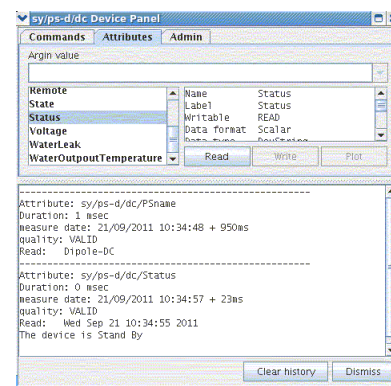 sy/ps-d/dc Device Panel
Commands Attributes Admin
Argin value
Remote
State
Status
Voltage
WaterLeak
WaterOutpoutTemperature
Name Status
Label Status
Writable READ
Data format Scalar
Data type DevString
Read Write Plot
Attribute: sy/ps-d/dc/PSname
Duration: 1 msec
measure date: 21/09/2011 10:34:48 + 950ms
quality: VALID
Read: Dipole-DC
Attribute: sy/ps-d/dc/Status
Duration: 0 msec
measure date: 21/09/2011 10:34:57 + 23ms
quality: VALID
Read: Wed Sep 21 10:34:55 2011
The device is Stand By
Clear history Dismiss